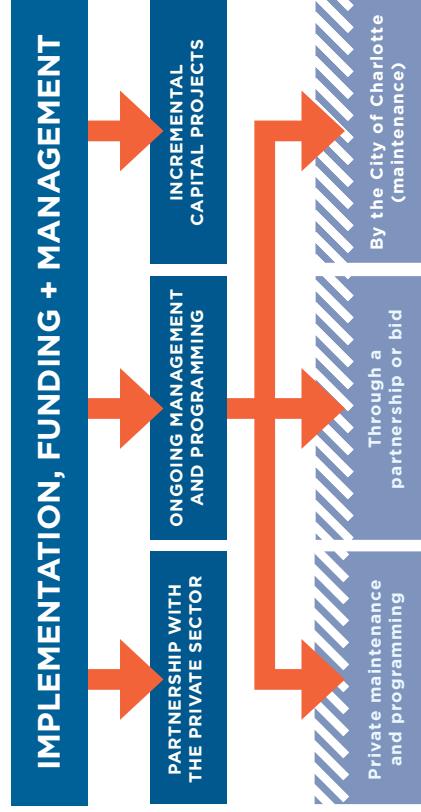 IMPLEMENTATION, FUNDING + MANAGEMENT
PARTNERSHIP WITH
THE PRIVATE SECTOR
ONGOING MANAGEMENT
AND PROGRAMMING
INCREMENTAL
CAPITAL PROJECTS
Private maintenance
and programming
Through a
partnership or bid
By the City of Charlotte
(maintenance)